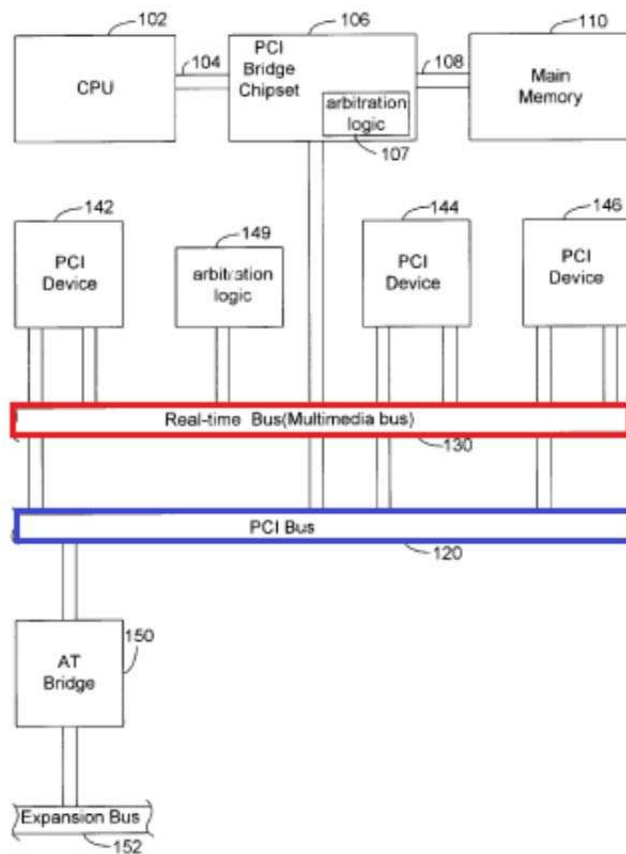 102
106
110
CPU
104
PCI
Bridge
Chipset
108
Main
Memory
arbitration
logic
107
142
149
144
146
PCI
Device
arbitration
logic
PCI
Device
PCI
Device
Real-time Bus(Multimedia bus)
130
PCI Bus
120
150
AT
Bridge
Expansion Bus
152